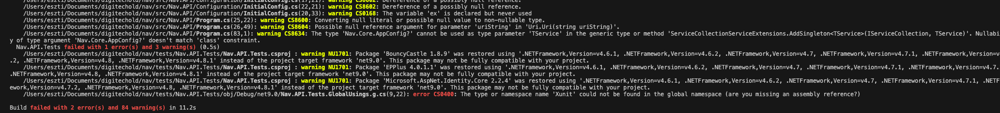 /Users/eszti/Documents/digitechold/nav/src/Nav.API/Configuration/InitialConfig.cs(17,21): warning CS8602: Dereference of a possibly null reference.
/Users/eszti/Documents/digitechold/nav/src/Nav.API/Configuration/InitialConfig.cs(22,21): warning CS8602: Dereference of a possibly null reference.
/Users/eszti/Documents/digitechold/nav/src/Nav.API/Configuration/InitialConfig.cs(20,33): warning CS0168: The variable 'ex' is declared but never used
/Users/eszti/Documents/digitechold/nav/src/Nav.API/Program.cs(25,22): warning CS8600: Converting null literal or possible null value to non-nullable type.
/Users/eszti/Documents/digitechold/nav/src/Nav.API/Program.cs(26,49): warning CS8604: Possible null reference argument for parameter 'uriString' in 'Uri.Uri(string uriString)'.
/Users/eszti/Documents/digitechold/nav/src/Nav.API/Program.cs(83,1): warning CS8634: The type 'Nav.Core.AppConfig?' cannot be used as type parameter 'TService' in the generic type or method 'ServiceCollectionServiceExtensions.AddSingleton<TService>(IServiceCollection, TService)'. Nullabi
y of type argument 'Nav.Core.AppConfig?' doesn't match 'class' constraint.
Nav.API.Tests failed with 1 error(s) and 3 warning(s) (0.5s)
/Users/eszti/Documents/digitechold/nav/tests/Nav.API.Tests/Nav.API.Tests.csproj : warning NU1701: Package 'BouncyCastle 1.8.9' was restored using '.NETFramework,Version=v4.6.1, .NETFramework,Version=v4.6.2, .NETFramework,Version=v4.7, .NETFramework,Version=v4.7.1, .NETFramework,Version=v4
.2, .NETFramework,Version=v4.8, .NETFramework,Version=v4.8.1' instead of the project target framework 'net9.0'. This package may not be fully compatible with your project.
/Users/eszti/Documents/digitechold/nav/tests/Nav.API.Tests/Nav.API.Tests.csproj : warning NU1701: Package 'EPPlus 4.0.1.1' was restored using '.NETFramework,Version=v4.6.1, .NETFramework,Version=v4.6.2, .NETFramework,Version=v4.7, .NETFramework,Version=v4.7.1, .NETFramework,Version=v4.7.
.NETFramework,Version=v4.8, .NETFramework,Version=v4.8.1' instead of the project target framework 'net9.0'. This package may not be fully compatible with your project.
/Users/eszti/Documents/digitechold/nav/tests/Nav.API.Tests/Nav.API.Tests.csproj : warning NU1701: Package 'Microsoft.AspNet.Identity.Core 2.2.4' was restored using '.NETFramework,Version=v4.6.1, .NETFramework,Version=v4.6.2, .NETFramework,Version=v4.7, .NETFramework,Version=v4.7.1, .NETF
ework,Version=v4.7.2, .NETFramework,Version=v4.8, .NETFramework,Version=v4.8.1' instead of the project target framework 'net9.0'. This package may not be fully compatible with your project.
/Users/eszti/Documents/digitechold/nav/tests/Nav.API.Tests/obj/Debug/net9.0/Nav.API.Tests.GlobalUsings.g.cs(9,22): error CS0400: The type or namespace name 'Xunit' could not be found in the global namespace (are you missing an assembly reference?)
Build failed with 2 error(s) and 84 warning(s) in 11.2s